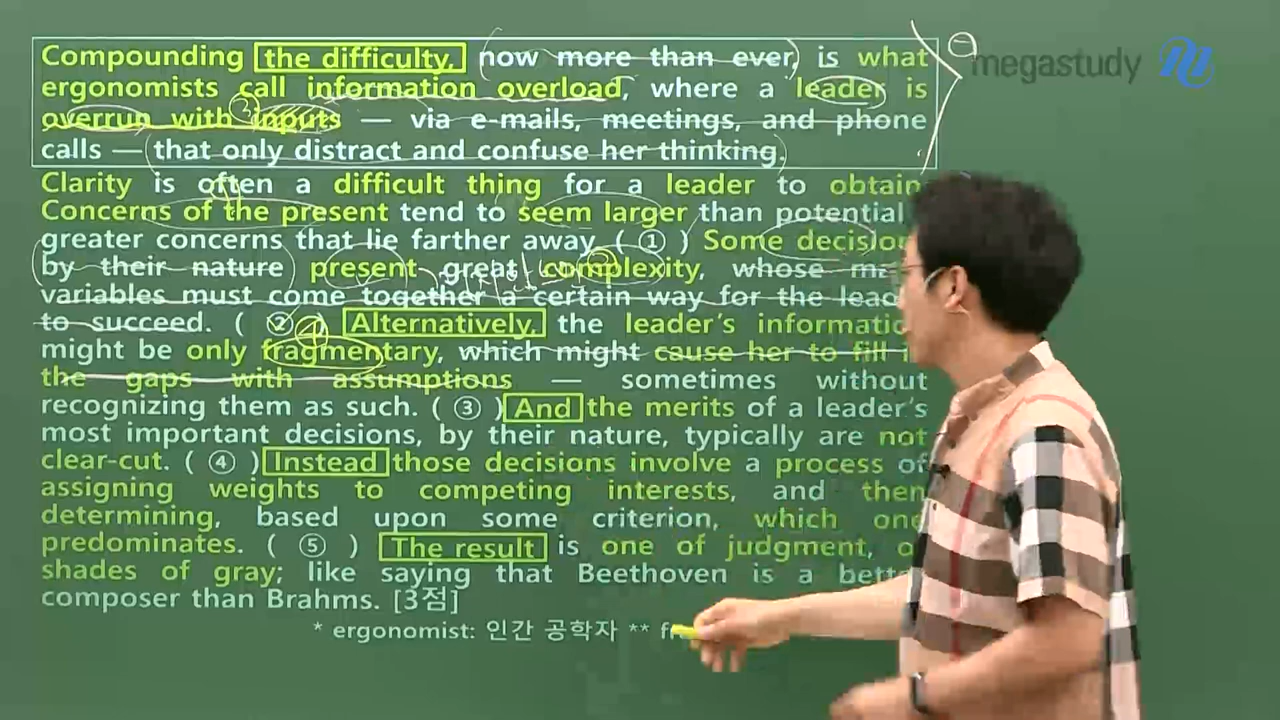 Compounding the difficulty, now more than ever, is what
ergonomists call information overload, where a leader is
overrun with inputs — via e-mails, meetings, and phone
calls — that only distract and confuse her thinking.
megastudy
Clarity is often a difficult thing for a leader to obtain.
Concerns of the present tend to seem larger than potential
greater concerns that lie farther away. ( ① ) Some
by their nature present great complexity, whose
variables must come together a certain way for the
to succeed. ( ② ) Alternatively, the leader's
might be only fragmentary, which might cause her to fill
the gaps with assumptions — sometimes without
recognizing them as such. ( ③ ) And the merits of a leader's
most important decisions, by their nature, typically are not
clear-cut. ( ④ ) Instead those decisions involve a process of
assigning weights to competing interests, and then
determining, based upon some criterion, which one
predominates. ( ⑤ ) The result is one of judgment,
shades of gray; like saying that Beethoven is a
composer than Brahms. [3점]
* ergonomist: 인간 공학자 **